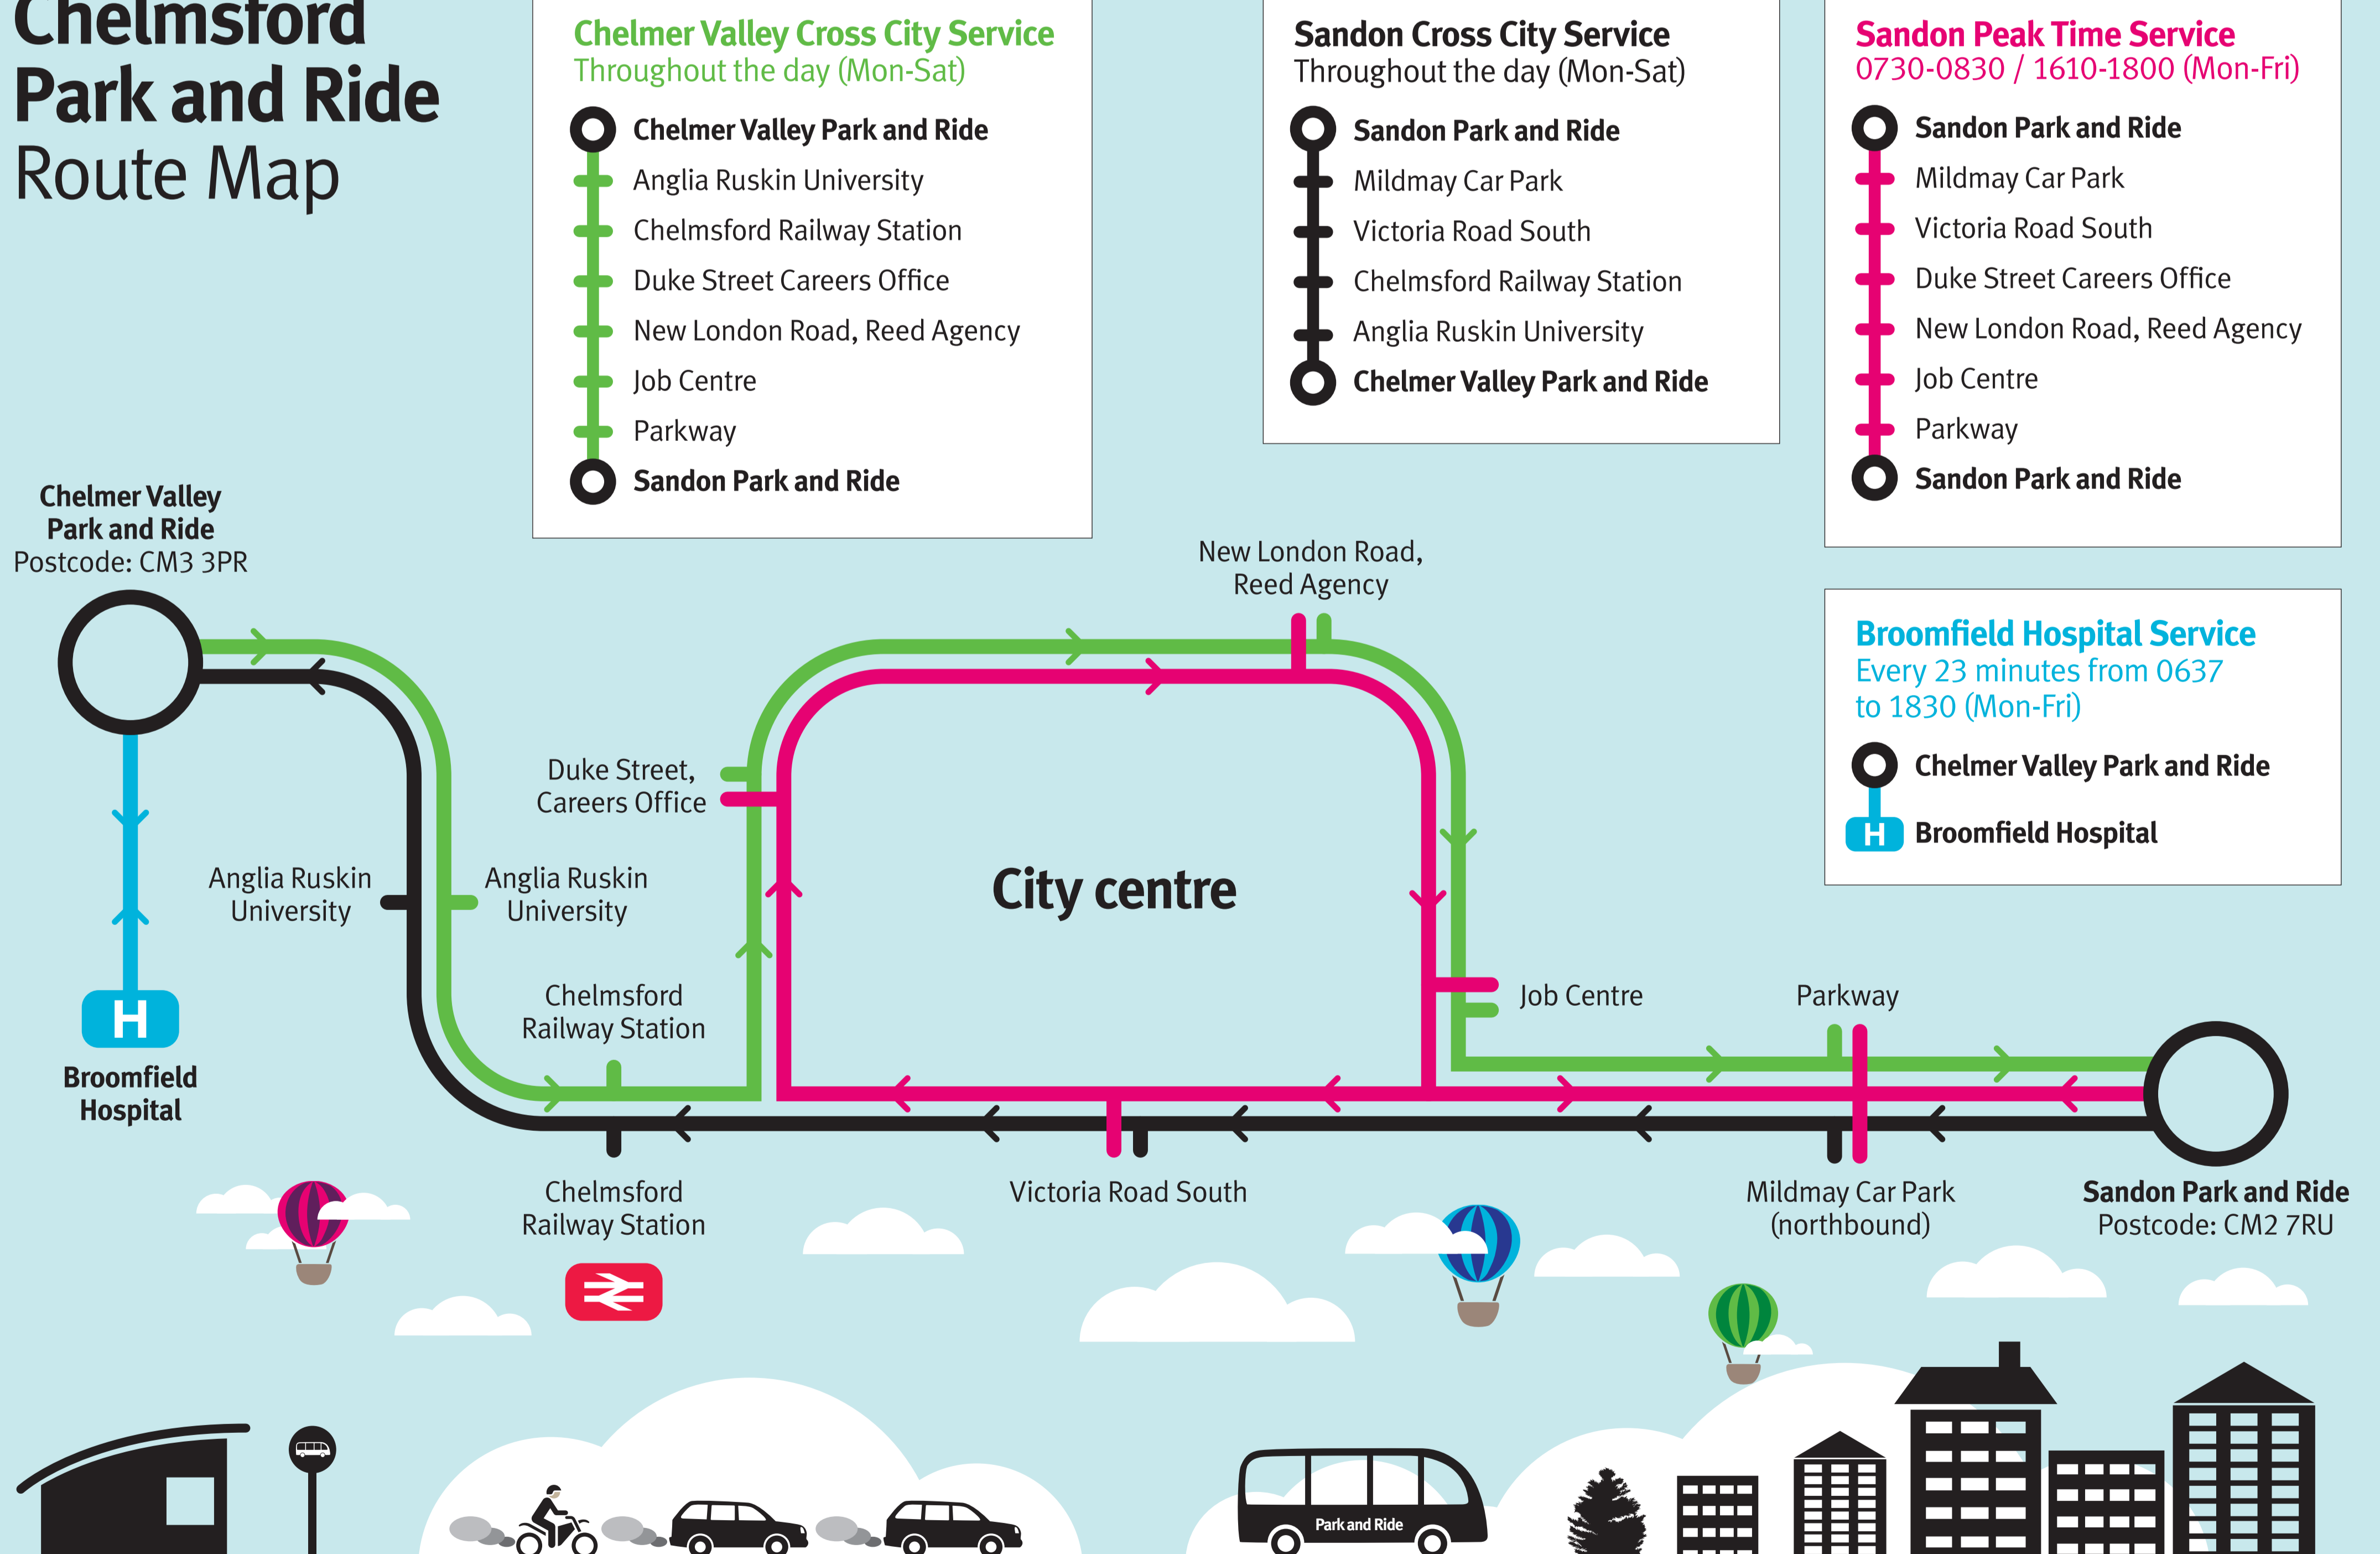 Chelmsford
Park and Ride
Route Map
Chelmer Valley Cross City Service
Throughout the day (Mon-Sat)
Chelmer Valley Park and Ride
Anglia Ruskin University
Chelmsford Railway Station
Duke Street Careers Office
New London Road, Reed Agency
Job Centre
Parkway
Sandon Park and Ride
Sandon Cross City Service
Throughout the day (Mon-Sat)
Sandon Park and Ride
Mildmay Car Park
Victoria Road South
Chelmsford Railway Station
Anglia Ruskin University
Chelmer Valley Park and Ride
Sandon Peak Time Service
0730-0830 / 1610-1800 (Mon-Fri)
Sandon Park and Ride
Mildmay Car Park
Victoria Road South
Duke Street Careers Office
New London Road, Reed Agency
Job Centre
Parkway
Sandon Park and Ride
Broomfield Hospital Service
Every 23 minutes from 0637
to 1830 (Mon-Fri)
Chelmer Valley Park and Ride
H
Broomfield Hospital
Chelmer Valley
Park and Ride
Postcode: CM3 3PR
New London Road,
Reed Agency
Duke Street,
Careers Office
City centre
Anglia Ruskin
University
Anglia Ruskin
University
Chelmsford
Railway Station
Job Centre
Parkway
H
Broomfield
Hospital
Chelmsford
Railway Station
Victoria Road South
Mildmay Car Park
(northbound)
Sandon Park and Ride
Postcode: CM2 7RU
Park and Ride